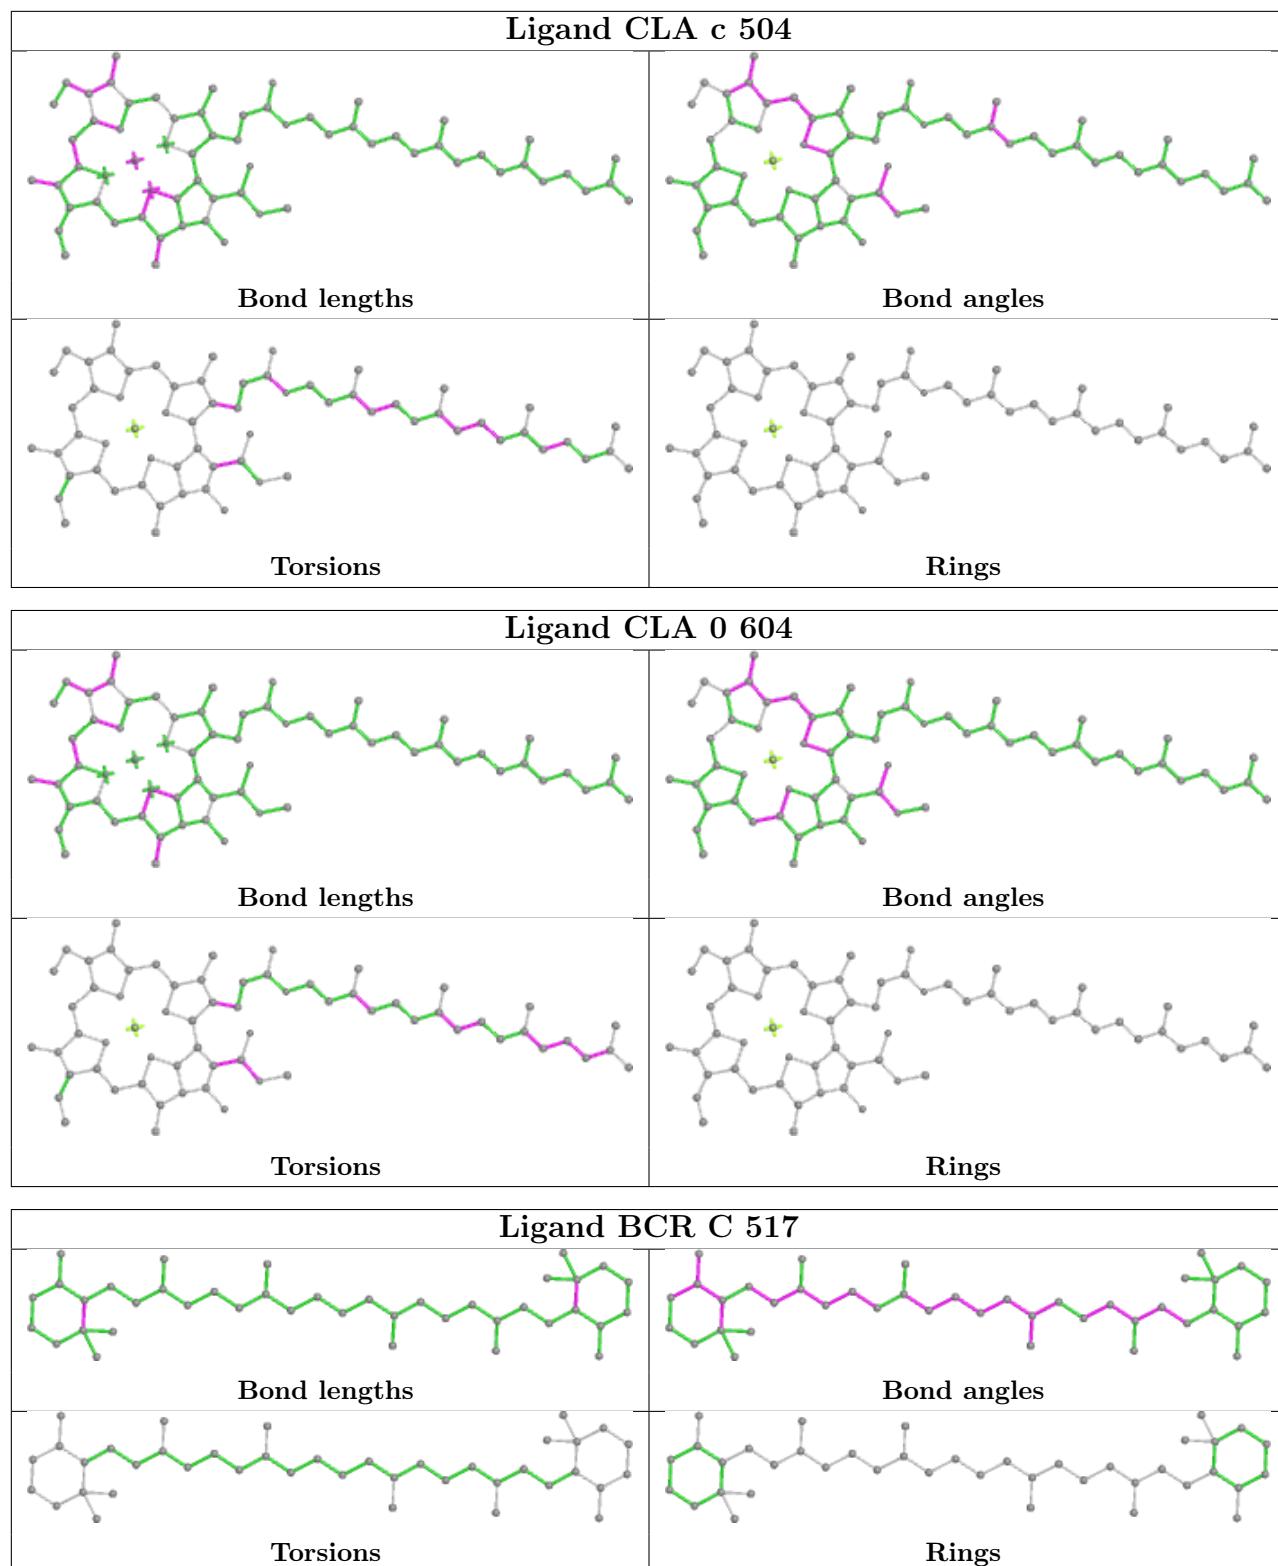 Ligand CLA c 504
Bond lengths
Bond angles
Torsions
Rings
Ligand CLA 0 604
Bond lengths
Bond angles
Torsions
Rings
Ligand BCR C 517
Bond lengths
Bond angles
Torsions
Rings